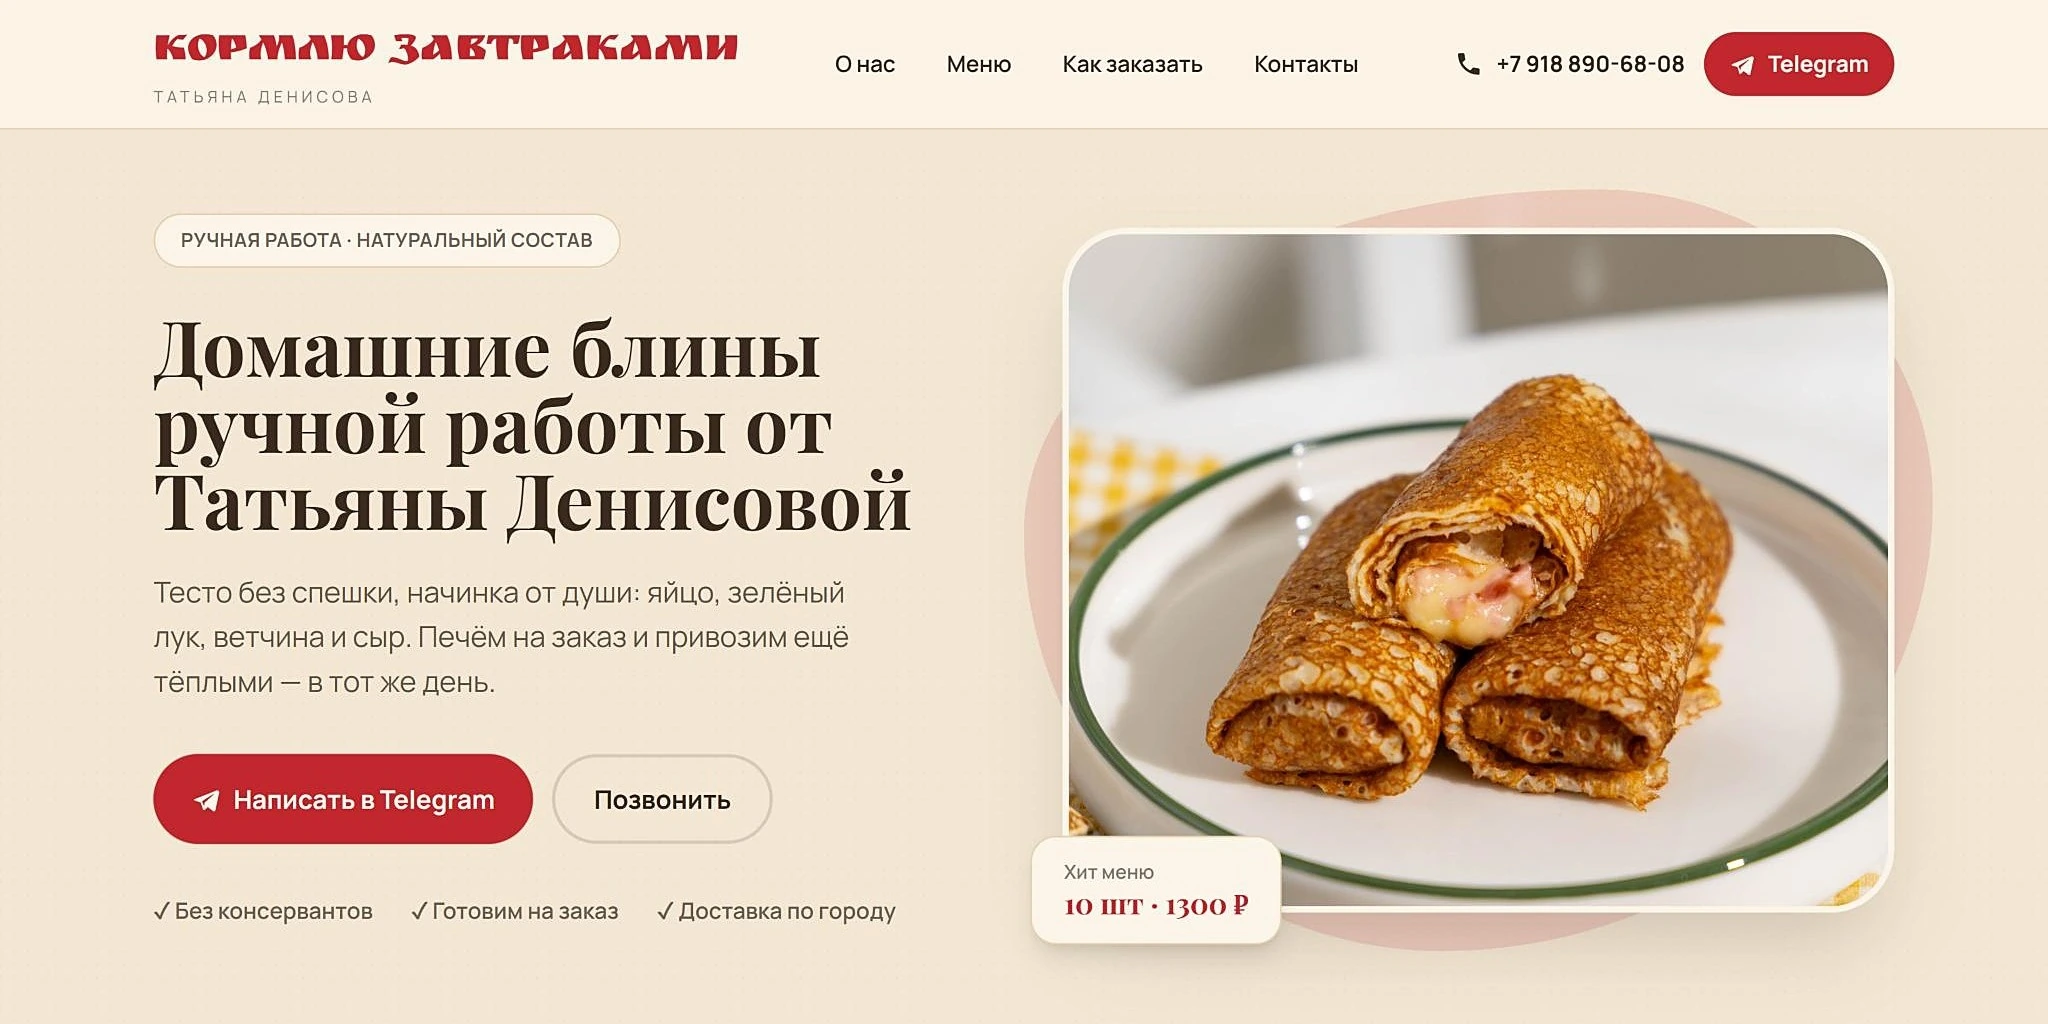 КОРМЛЮ ЗАВТРАКАМИ
ТАТЬЯНА ДЕНИСОВА
О нас
Меню
Как заказать
Контакты
+7 918 890-68-08
Telegram
РУЧНАЯ РАБОТА · НАТУРАЛЬНЫЙ СОСТАВ
Домашние блины
ручной работы от
Татьяны Денисовой
Тесто без спешки, начинка от души: яйцо, зелёный
лук, ветчина и сыр. Печём на заказ и привозим ещё
тёплыми — в тот же день.
Написать в Telegram
Позвонить
✓ Без консервантов
✓ Готовим на заказ
✓ Доставка по городу
Хит меню
10 шт · 1300 ₽